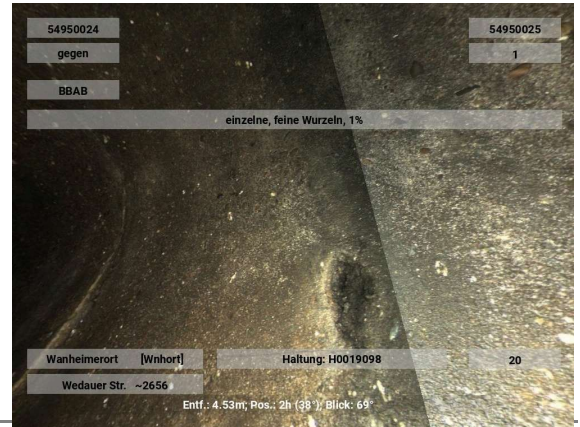 54950024 54950025
gegen 1
BBAB
einzelne, feine Wurzeln, 1%
Wanheimerort [Wnhort] Haltung: H0019098 20
Wedauer Str. ~2656
Entf.: 4.53m; Pos.: 2h (38°); Blick: 69°